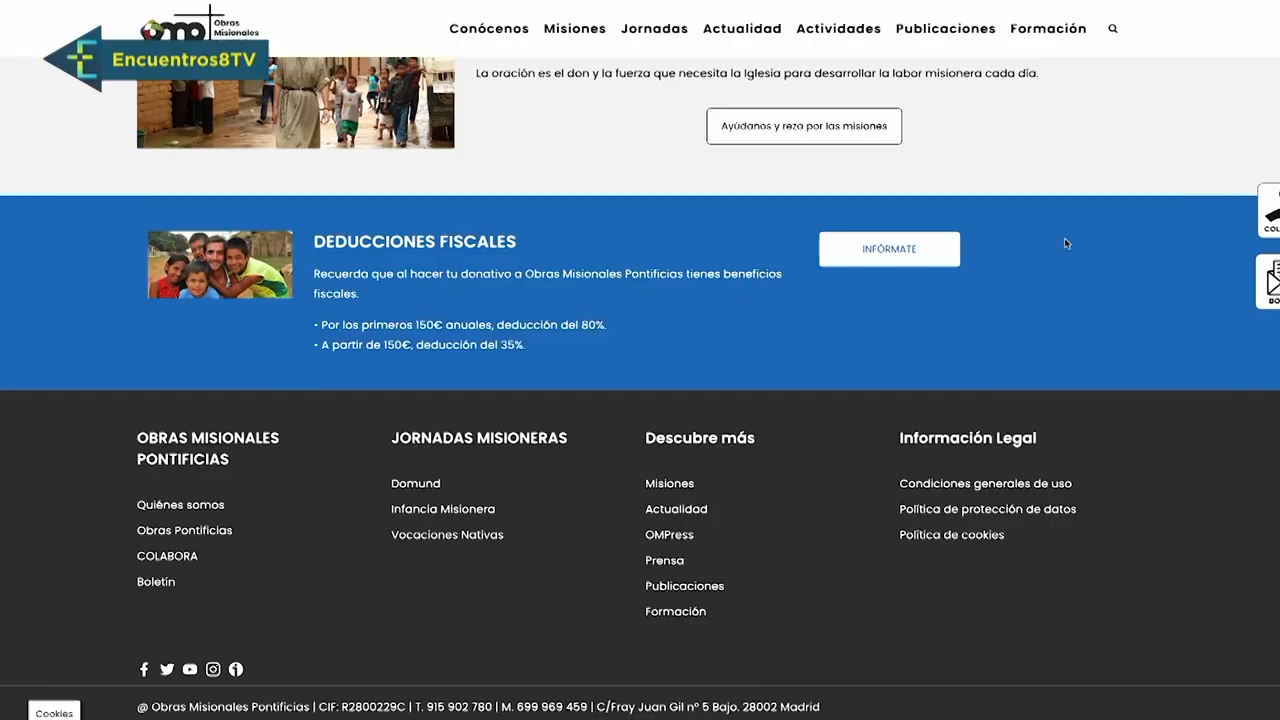 omp Obras
Misionales
Encuentros8TV
Conócenos Misiones Jornadas Actualidad Actividades Publicaciones Formación
La oración es el don y la fuerza que necesita la Iglesia para desarrollar la labor misionera cada día.
Ayúdanos y reza por las misiones
DEDUCCIONES FISCALES
Recuerda que al hacer tu donativo a Obras Misionales Pontificias tienes beneficios
fiscales.
• Por los primeros 150€ anuales, deducción del 80%.
• A partir de 150€, deducción del 35%.
INFÓRMATE
COL
BO
OBRAS MISIONALES
PONTIFICIAS
Quiénes somos
Obras Pontificias
COLABORA
Boletín
JORNADAS MISIONERAS
Domund
Infancia Misionera
Vocaciones Nativas
Descubre más
Misiones
Actualidad
OMPress
Prensa
Publicaciones
Formación
Información Legal
Condiciones generales de uso
Política de protección de datos
Política de cookies
@ Obras Misionales Pontificias | CIF: R2800229C | T. 915 902 780 | M. 699 969 459 | C/Fray Juan Gil nº 5 Bajo. 28002 Madrid
Cookies